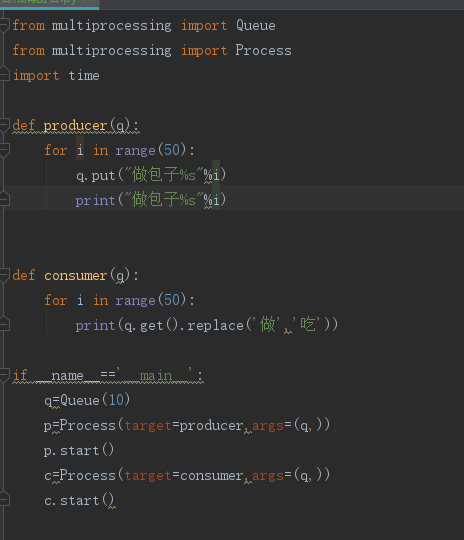 from multiprocessing import Queue
from multiprocessing import Process
import time
def producer(q):
for i in range(50):
q.put("做包子%s"%i)
print("做包子%s"%i)
def consumer(q):
for i in range(50):
print(q.get().replace('做','吃'))
if __name__=='__main__':
q=Queue(10)
p=Process(target=producer,args=(q,))
p.start()
c=Process(target=consumer,args=(q,))
c.start()